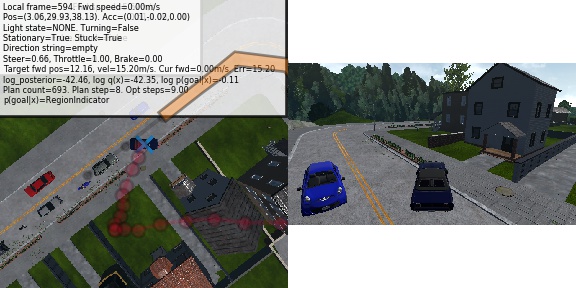 Local frame=594. Fwd speed=0.00m/s
Pos=(3.06,29.93,38.13). Acc=(0.01,-0.02,0.00)
Light state=NONE. Turning=False
Stationary=True. Stuck=True
Direction string=empty
Steer=0.66, Throttle=1.00, Brake=0.00
Target fwd pos=12.16, vel=15.20m/s. Cur fwd=0.00m/s, Err=15.20
log_posterior=-42.46, log q(x)=-42.35, log p(goal|x)=-0.11
Plan count=693. Plan step=8. Opt steps=9.00
p(goal|x)=RegionIndicator